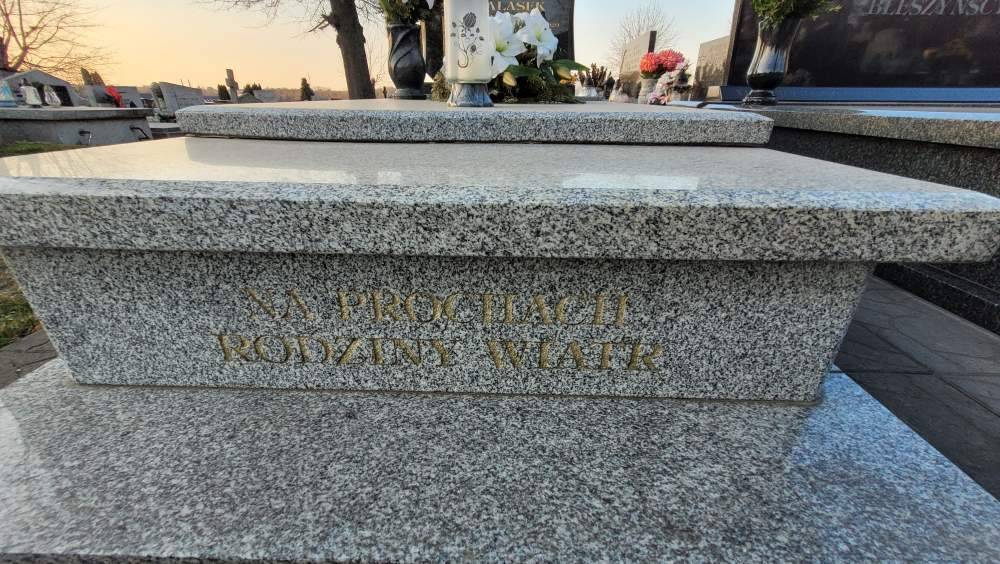 NA PROCHACH
RODZINY WIATR